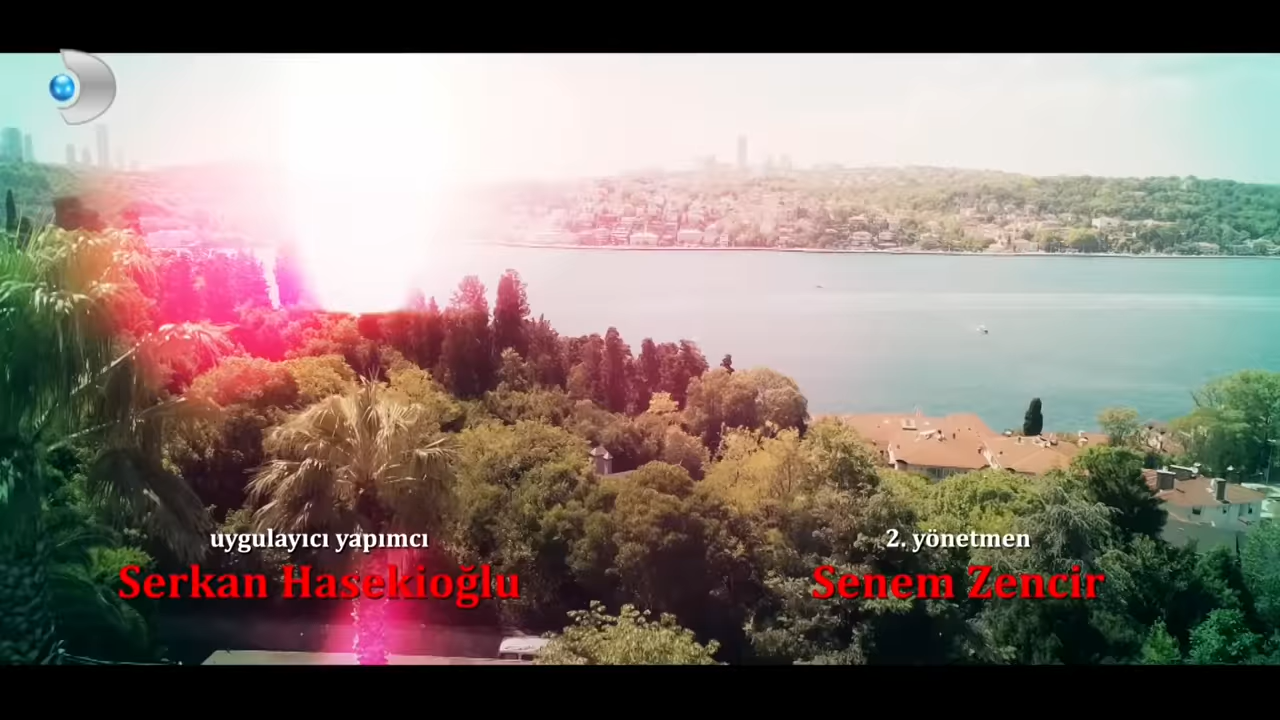 uygulayıcı yapımcı
Serkan Hasekioğlu
2. yönetmen
Senem Zencir